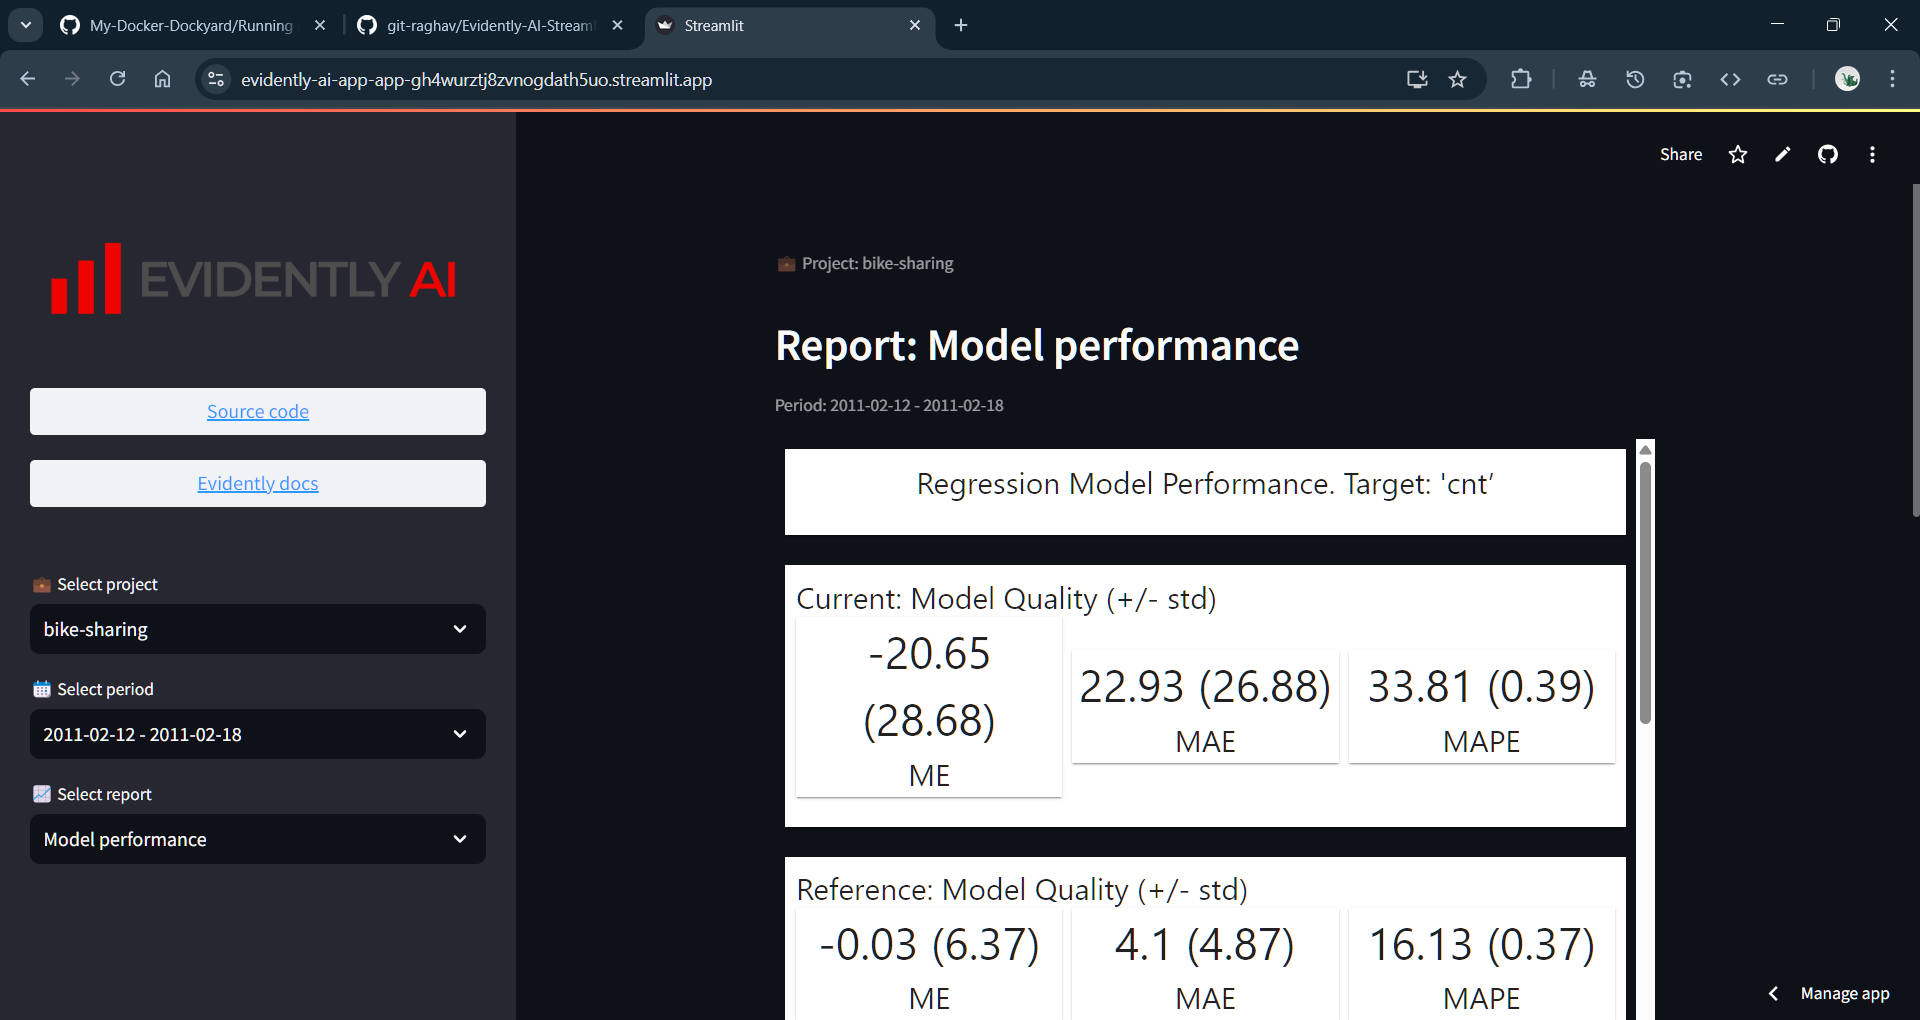 My-Docker-Dockyard/Running
git-raghav/Evidently-AI-Stream
Streamlit
evidently-ai-app-app-gh4wurztj8zvnogdath5uo.streamlit.app
Share
EVIDENTLY AI
Source code
Evidently docs
Select project
bike-sharing
Select period
2011-02-12 - 2011-02-18
Select report
Model performance
Project: bike-sharing
Report: Model performance
Period: 2011-02-12 - 2011-02-18
Regression Model Performance. Target: 'cnt'
Current: Model Quality (+/- std)
-20.65
(28.68)
ME
22.93 (26.88)
MAE
33.81 (0.39)
MAPE
Reference: Model Quality (+/- std)
-0.03 (6.37)
ME
4.1 (4.87)
MAE
16.13 (0.37)
MAPE
Manage app